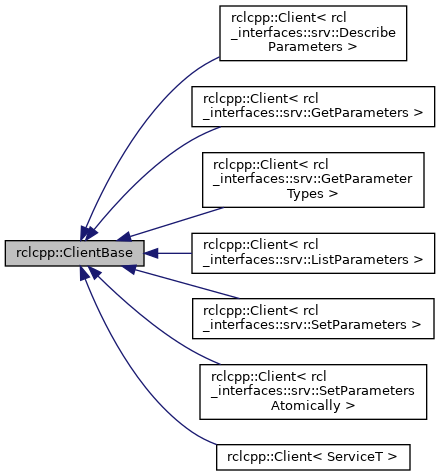 rclcpp::Client< rcl
_interfaces::srv::Describe
Parameters >
rclcpp::Client< rcl
_interfaces::srv::GetParameters >
rclcpp::Client< rcl
_interfaces::srv::GetParameter
Types >
rclcpp::ClientBase
rclcpp::Client< rcl
_interfaces::srv::ListParameters >
rclcpp::Client< rcl
_interfaces::srv::SetParameters >
rclcpp::Client< rcl
_interfaces::srv::SetParameters
Atomically >
rclcpp::Client< ServiceT >